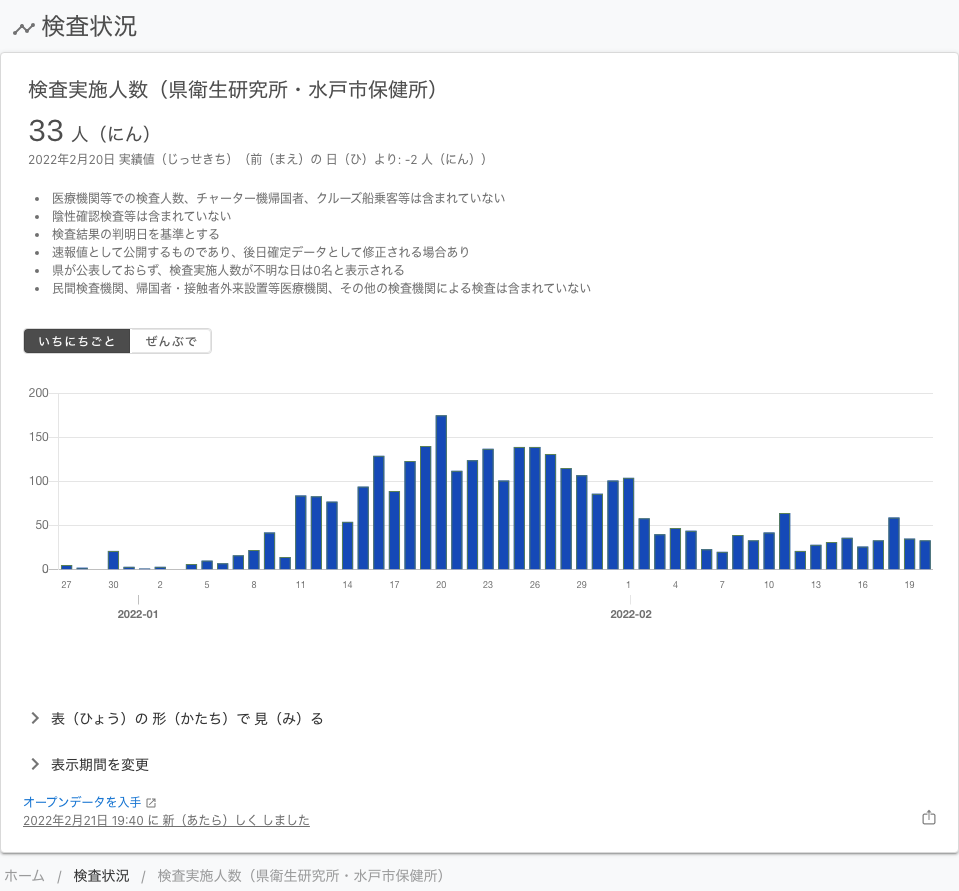 検査状況
検査実施人数（県衛生研究所・水戸市保健所）
33 人（にん）
2022年2月20日 実績値（じっせきち）（前（まえ）の 日（ひ）より: -2 人（にん））
• 医療機関等での検査人数、チャーター機帰国者、クルーズ船乗客等は含まれていない
• 陰性確認検査等は含まれていない
• 検査結果の判明日を基準とする
• 速報値として公開するものであり、後日確定データとして修正される場合あり
• 県が公表しておらず、検査実施人数が不明な日は0名と表示される
• 民間検査機関、帰国者・接触者外来設置等医療機関、その他の検査機関による検査は含まれていない
いちにちごと ぜんぶで
200
150
100
50
0
27 30 2 5 8 11 14 17 20 23 26 29 1 4 7 10 13 16 19
2022-01 2022-02
表（ひょう）の 形（かたち）で 見（み）る
表示期間を変更
オープンデータを入手
2022年2月21日 19:40 に 新（あたら）しく しました
ホーム / 検査状況 / 検査実施人数（県衛生研究所・水戸市保健所）